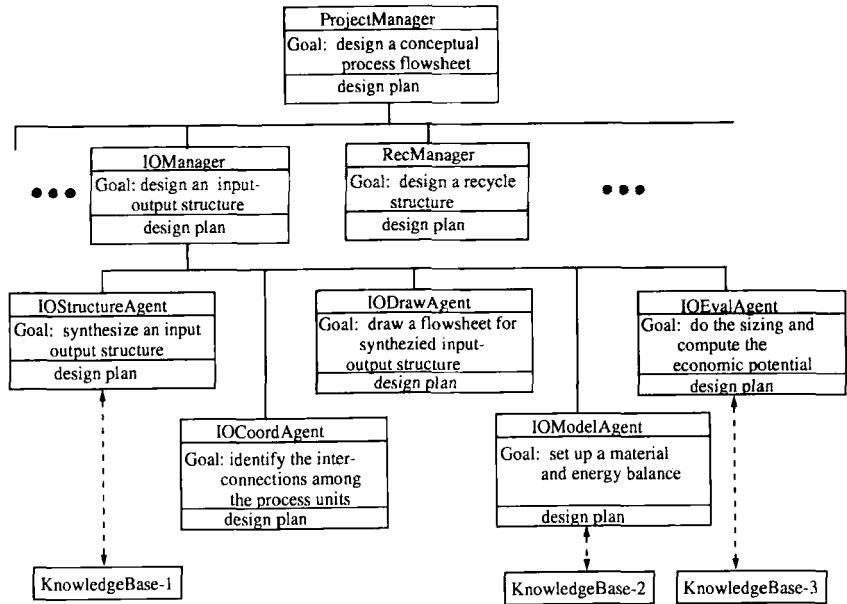 ProjectManager
Goal: design a conceptual
process flowsheet
design plan
IOManager
Goal: design an input-
output structure
design plan
RecManager
Goal: design a recycle
structure
design plan
IOStructureAgent
Goal: synthesize an input
output structure
design plan
IODrawAgent
Goal: draw a flowsheet for
synthezied input-
output structure
design plan
IOEvalAgent
Goal: do the sizing and
compute the
economic potential
design plan
IOCoordAgent
Goal: identify the inter-
connections among
the process units
design plan
IOModelAgent
Goal: set up a material
and energy balance
design plan
KnowledgeBase-1
KnowledgeBase-2
KnowledgeBase-3